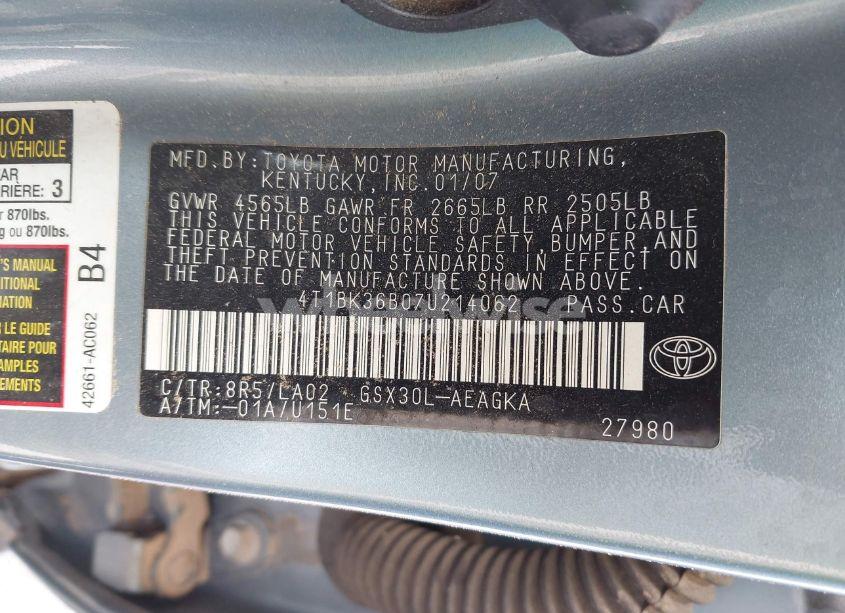 ION
U VÉHICULE
AR
RIÈRE: 3
r 870lbs.
g ou 870lbs.
'S MANUAL
DITIONAL
RMATION
R LE GUIDE
TAIRE POUR
AMPLES
EMENTS
B4
42661-AC062
MFD.BY:TOYOTA MOTOR MANUFACTURING,
KENTUCKY,INC.01/07
GVWR 4565LB GAWR FR 2665LB RR 2505LB
THIS VEHICLE CONFORMS TO ALL APPLICABLE
FEDERAL MOTOR VEHICLE SAFETY,BUMPER,AND
THEFT PREVENTION STANDARDS IN EFFECT ON
THE DATE OF MANUFACTURE SHOWN ABOVE.
4T1BK36B07U214062 PASS.CAR
C/TR:8R5/LA02 GSX30L-AEAGKA
A/TM:-01A/U151E
27980